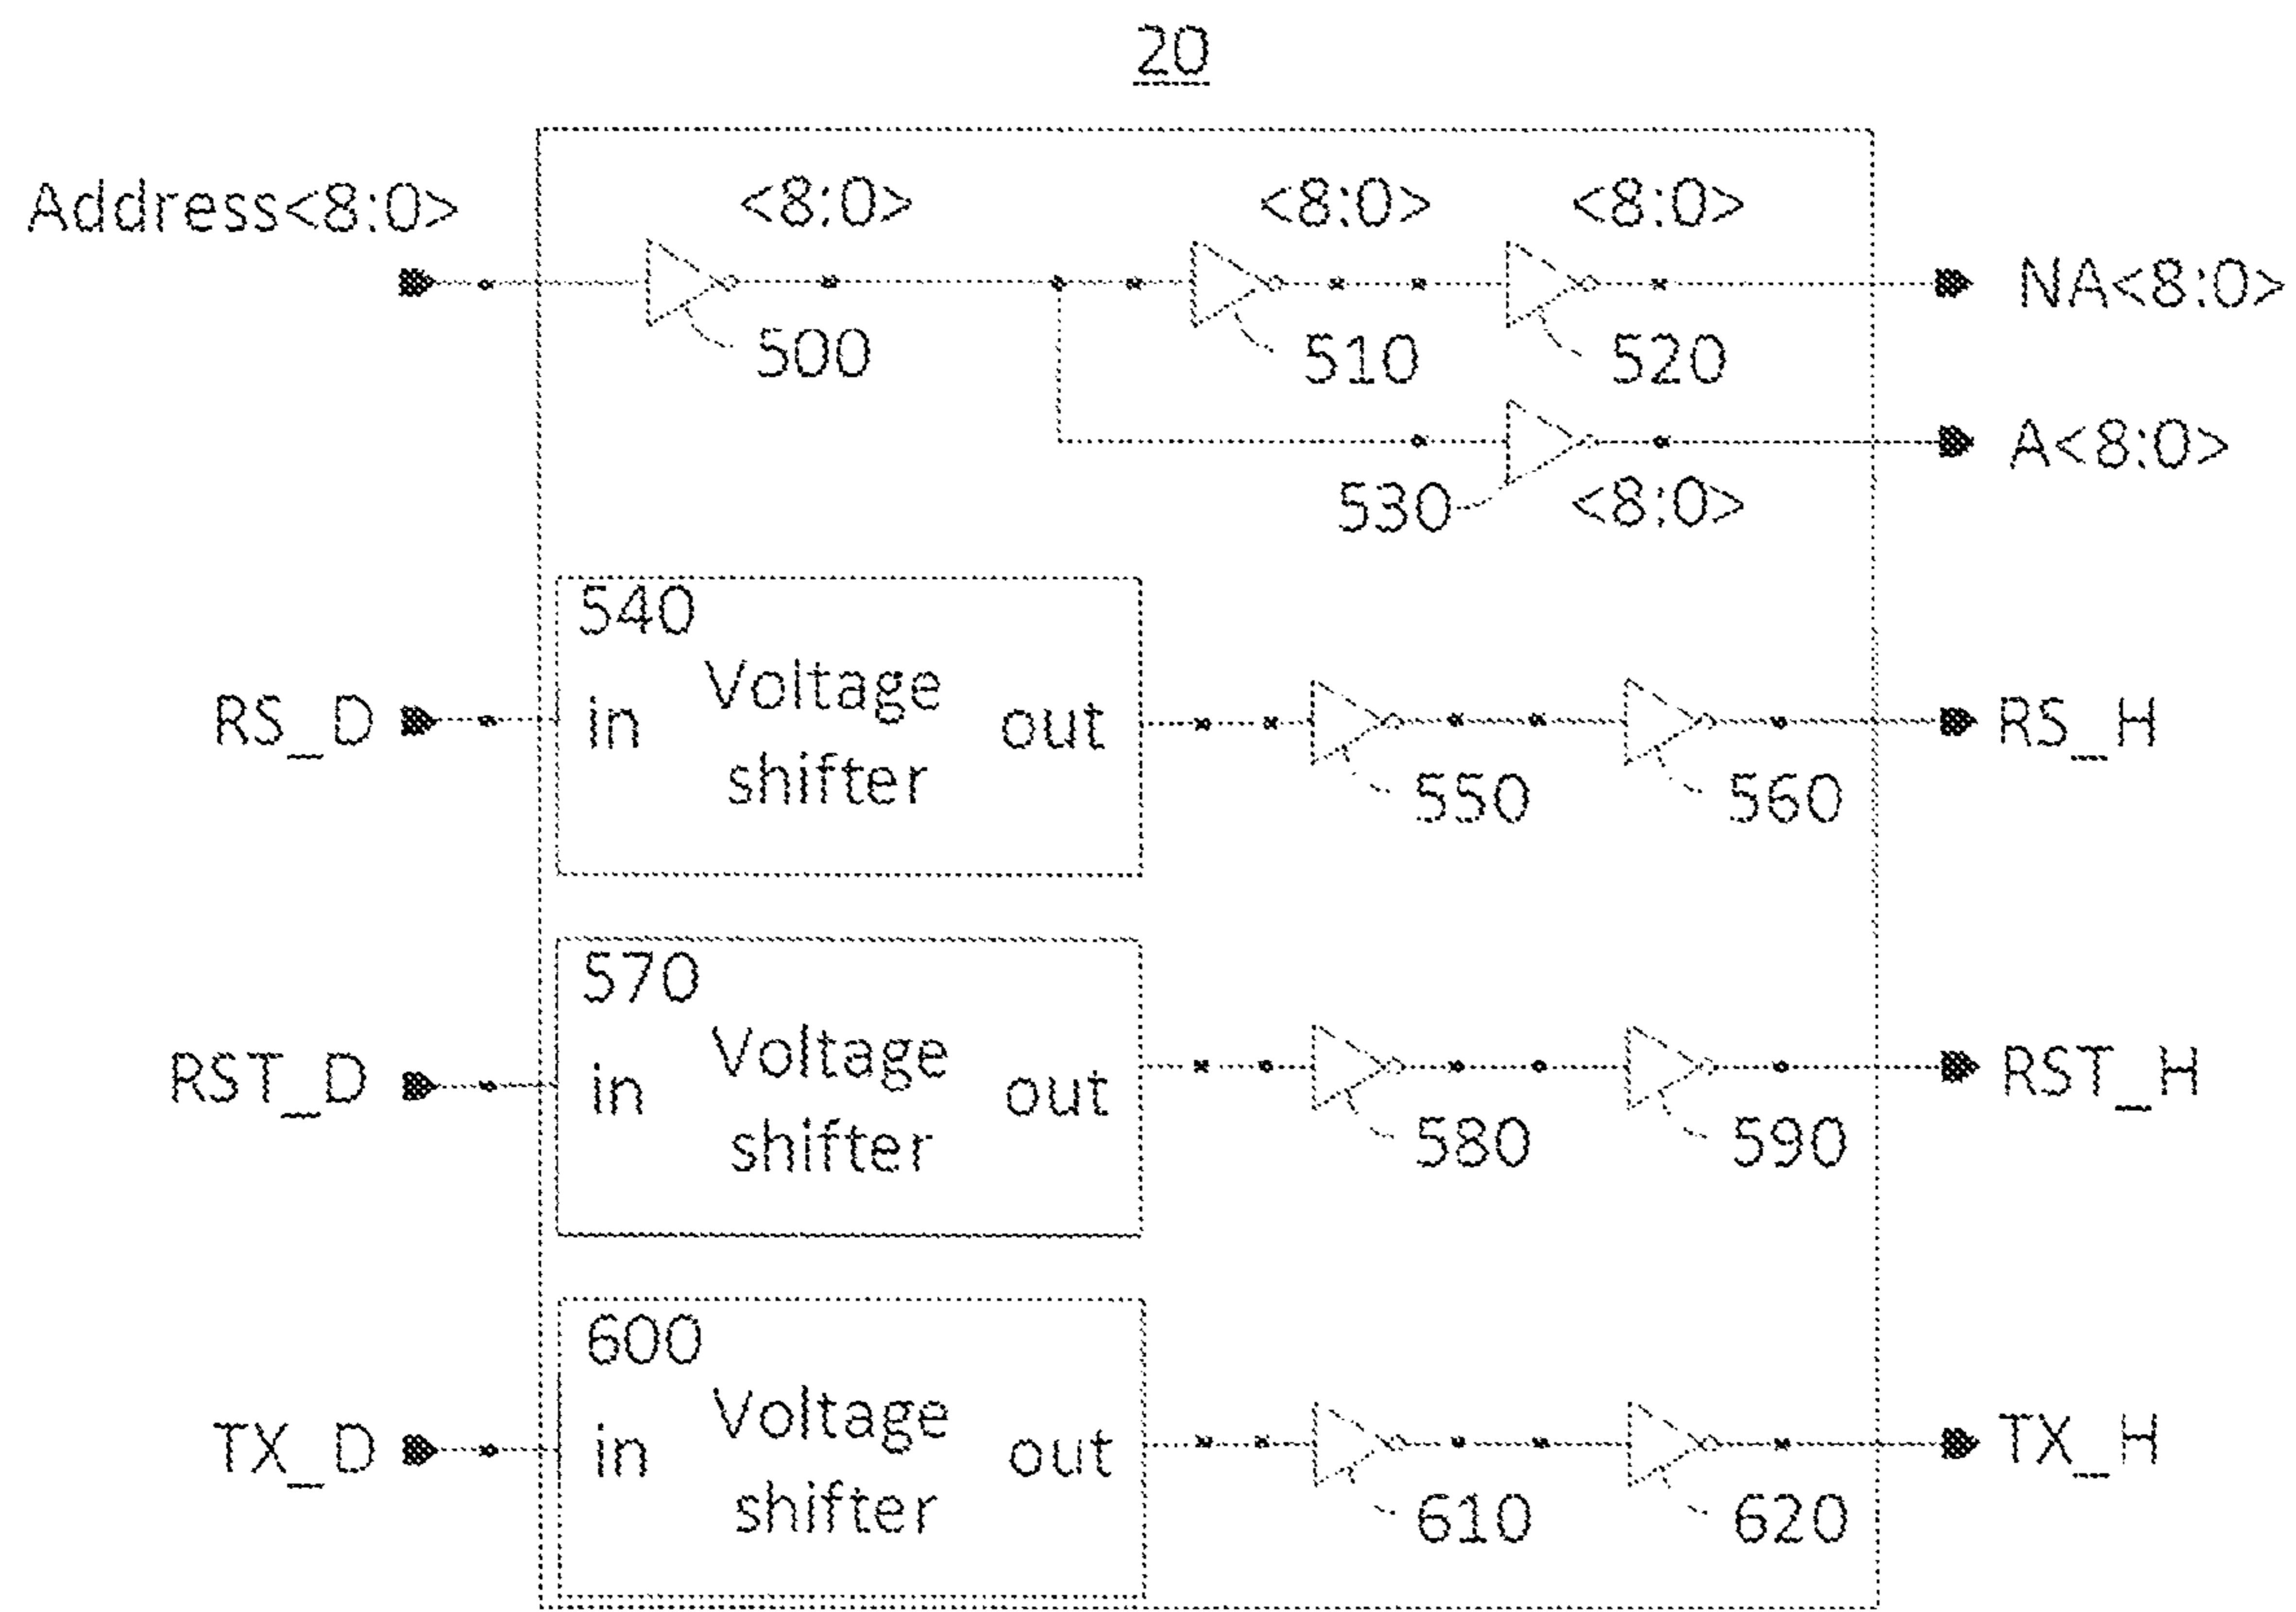 20
Address<8:0>
<8:0>
<8:0>
<8:0>
NA<8:0>
500
510
520
A<8:0>
530
<8:0>
540
Voltage
shifter
in
out
RS_D
RS_H
550
560
570
Voltage
shifter
in
out
RST_D
RST_H
580
590
600
Voltage
shifter
in
out
TX_D
TX_H
610
620